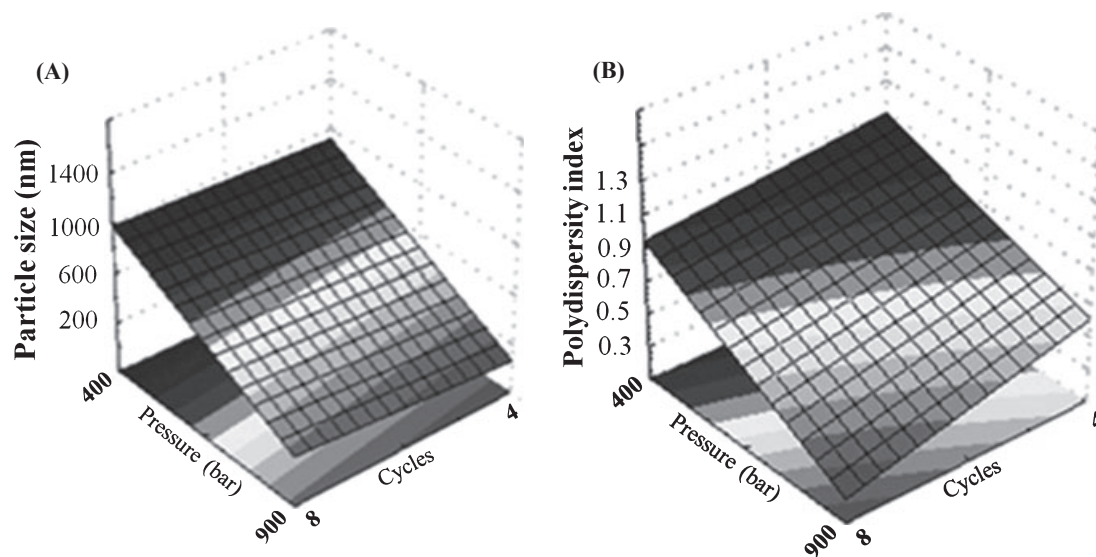 (A)
Particle size (nm)
1400
1000
600
200
400
Pressure (bar)
900
8
Cycles
4
(B)
Polydispersity index
1.3
1.1
0.9
0.7
0.5
0.3
400
Pressure (bar)
900
8
Cycles